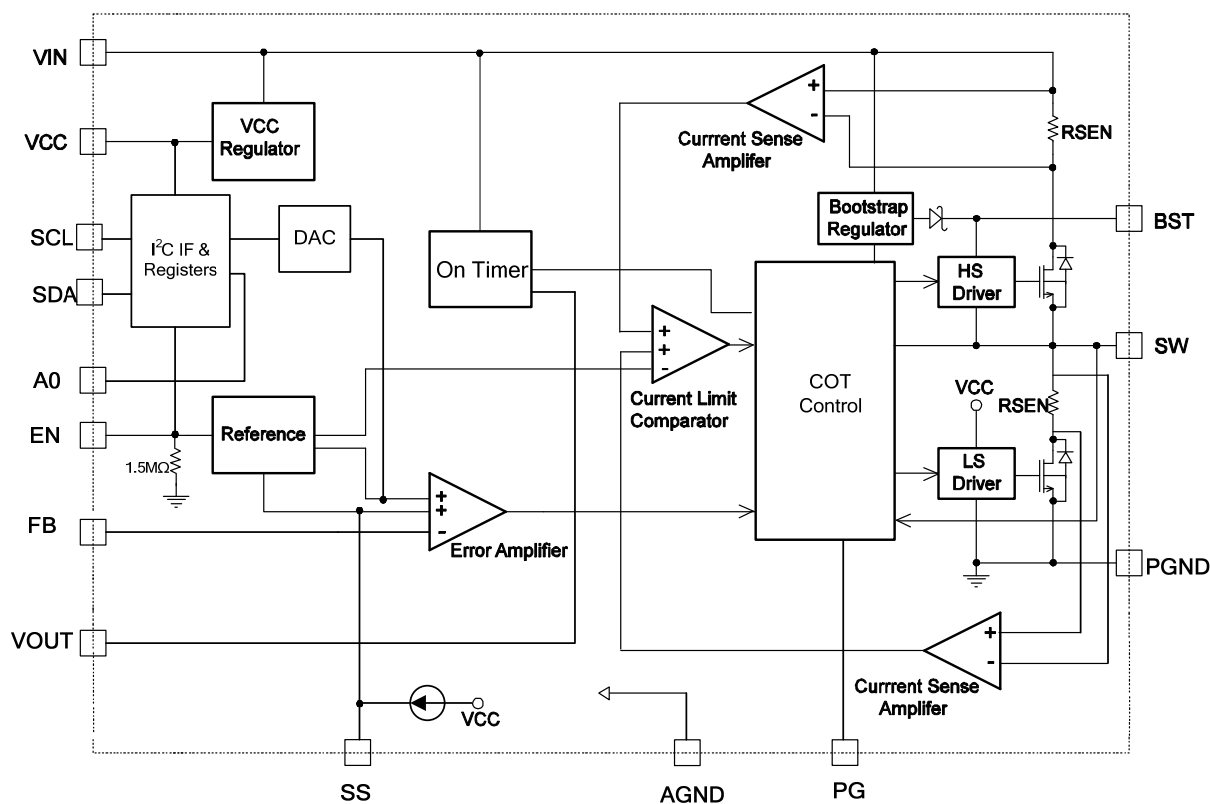 VIN
VCC
Regulator
VCC
+
-
Currrent Sense
Amplifer
RSEN
Bootstrap
Regulator
BST
SCL
I²C IF &
Registers
DAC
SDA
On Timer
HS
Driver
A0
+
+
-
Current Limit
Comparator
COT
Control
SW
VCC
RSEN
EN
Reference
1.5MΩ
LS
Driver
FB
+
+
-
Error Amplifier
PGND
VOUT
+
-
Currrent Sense
Amplifer
VCC
SS
AGND
PG